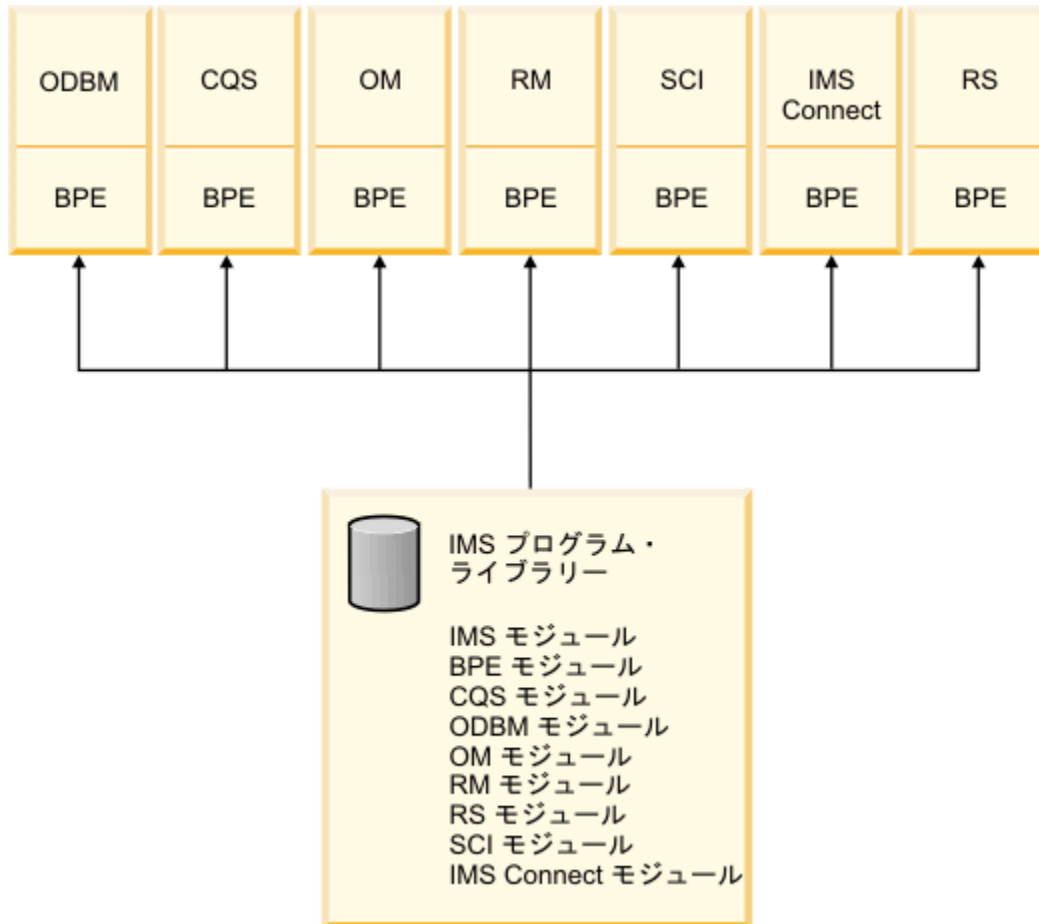 ODBM
CQS
OM
RM
SCI
IMS
Connect
RS
BPE
BPE
BPE
BPE
BPE
BPE
BPE
IMS プログラム・
ライブラリー
IMS モジュール
BPE モジュール
CQS モジュール
ODBM モジュール
OM モジュール
RM モジュール
RS モジュール
SCI モジュール
IMS Connect モジュール